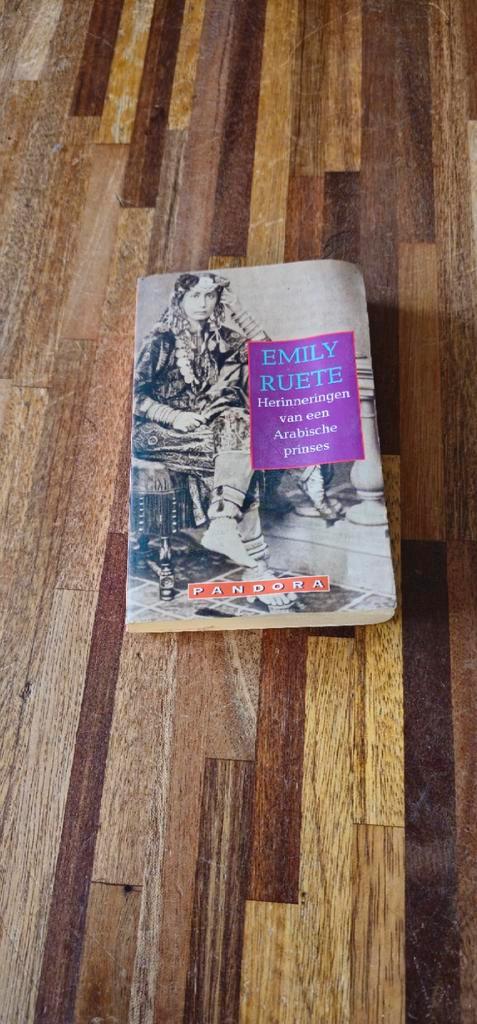 EMILY
RUETE
Herinneringen
van een
Arabische
prinses
PANDORA